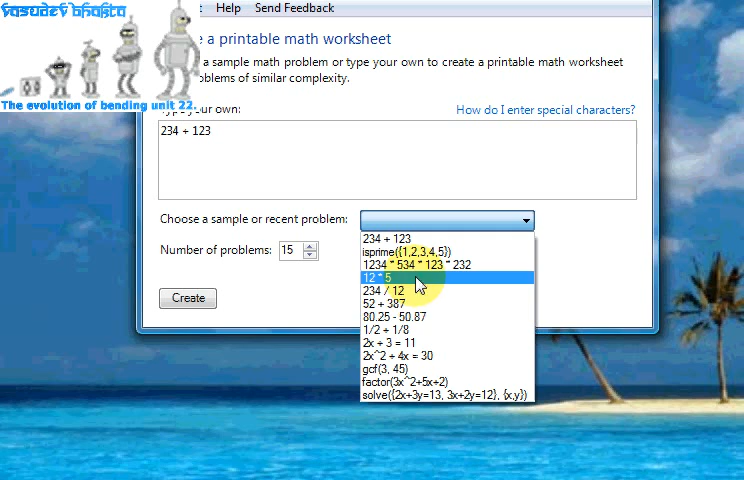 Vasudev Bhakta
The evolution of bending unit 22.
Help Send Feedback
e a printable math worksheet
a sample math problem or type your own to create a printable math worksheet
oblems of similar complexity.
Type your own:
How do I enter special characters?
234 + 123
Choose a sample or recent problem:
234 + 123
isprime({1,2,3,4,5})
1234 * 534 * 123 * 232
12 * 5
234 / 12
52 + 387
80.25 - 50.87
1/2 + 1/8
2x + 3 = 11
2x^2 + 4x = 30
gcf(3, 45)
factor(3x^2+5x+2)
solve({2x+3y=13, 3x+2y=12}, {x,y})
Number of problems: 15
Create